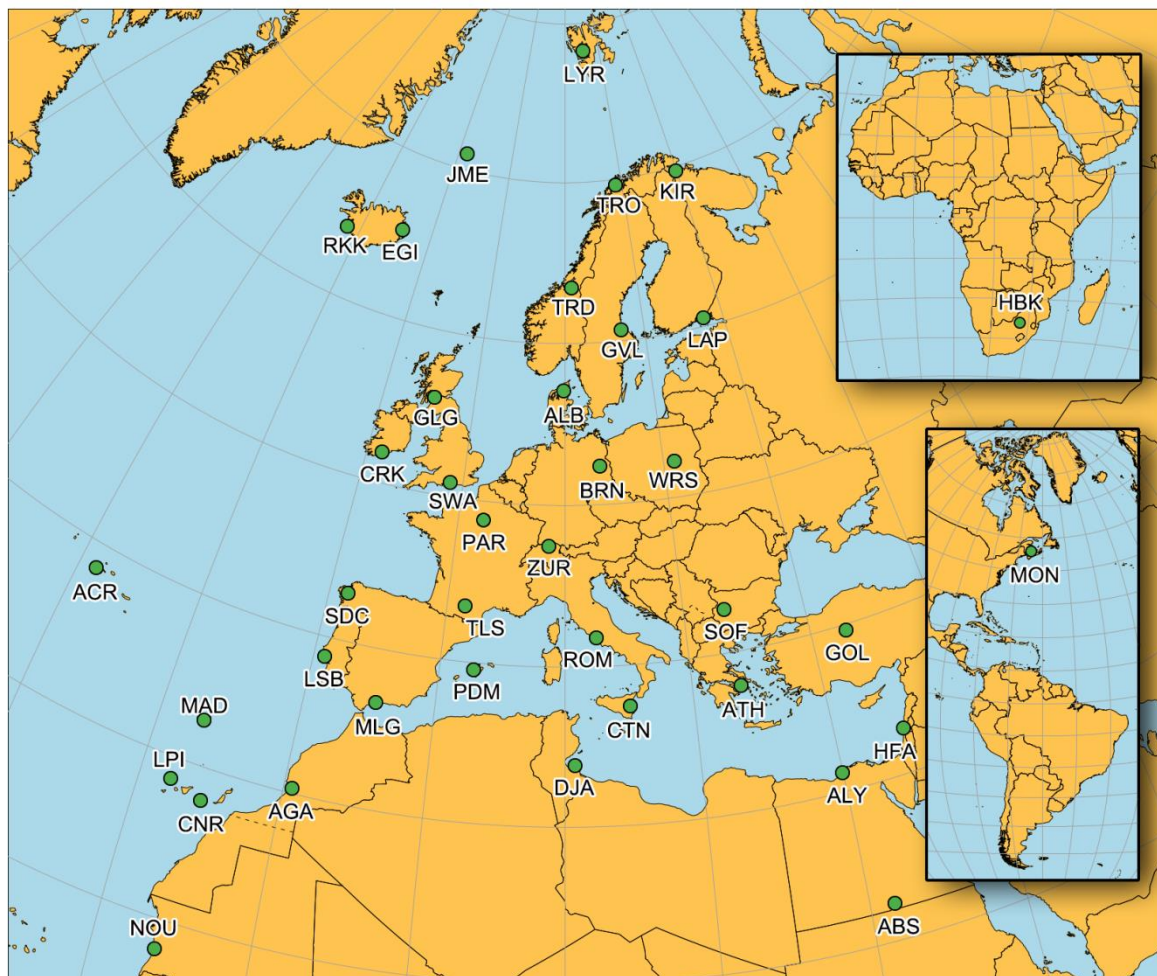 LYR
JME
KIR
TRO
RKK
EGI
TRD
HBK
GVL
LAP
ALB
GLG
CRK
BRN
WRS
SWA
PAR
ZUR
MON
ACR
SDC
TLS
SOF
GOL
ROM
LSB
PDM
ATH
MAD
MLG
CTN
HFA
LPI
DJA
ALY
CNR
AGA
ABS
NOU